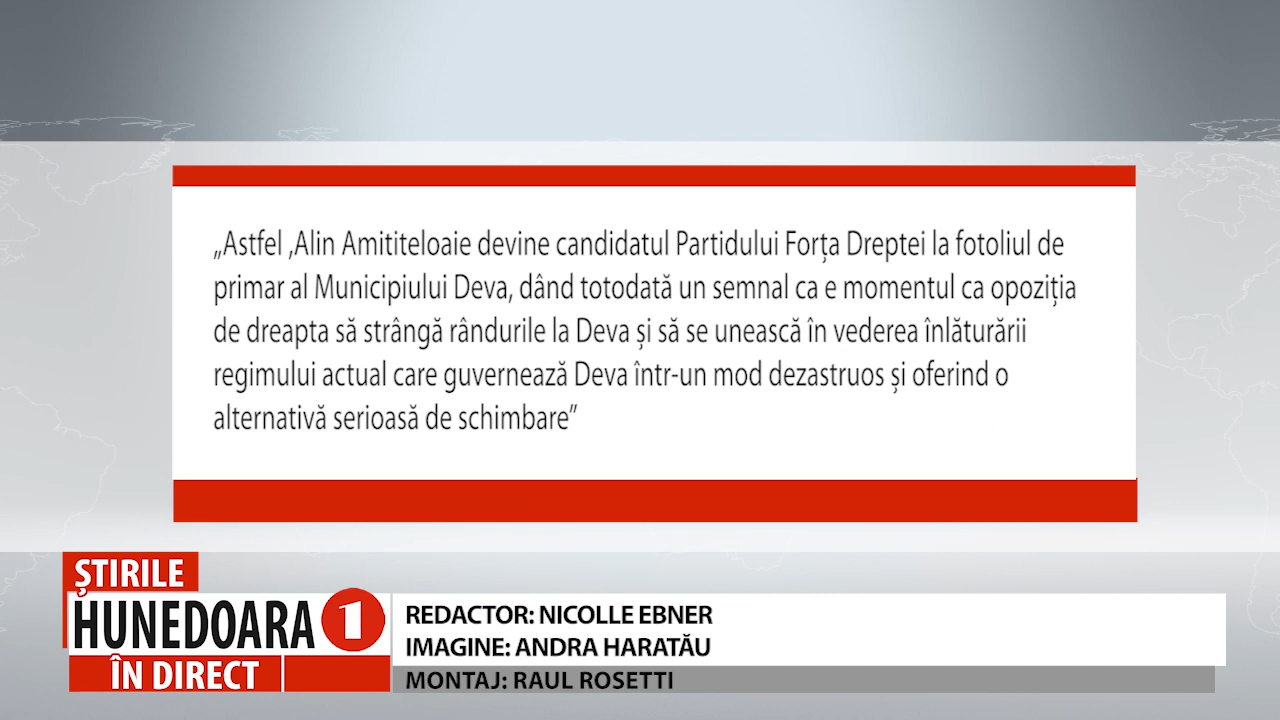 „Astfel ,Alin Amititeloaie devine candidatul Partidului Forța Dreptei la fotoliul de
primar al Municipiului Deva, dând totodată un semnal ca e momentul ca opoziția
de dreapta să strângă rândurile la Deva și să se unească în vederea înlăturării
regimului actual care guvernează Deva într-un mod dezastruos și oferind o
alternativă serioasă de schimbare”
ȘTIRILE
HUNEDOARA 1
ÎN DIRECT
REDACTOR: NICOLLE EBNER
IMAGINE: ANDRA HARATĂU
MONTAJ: RAUL ROSETTI